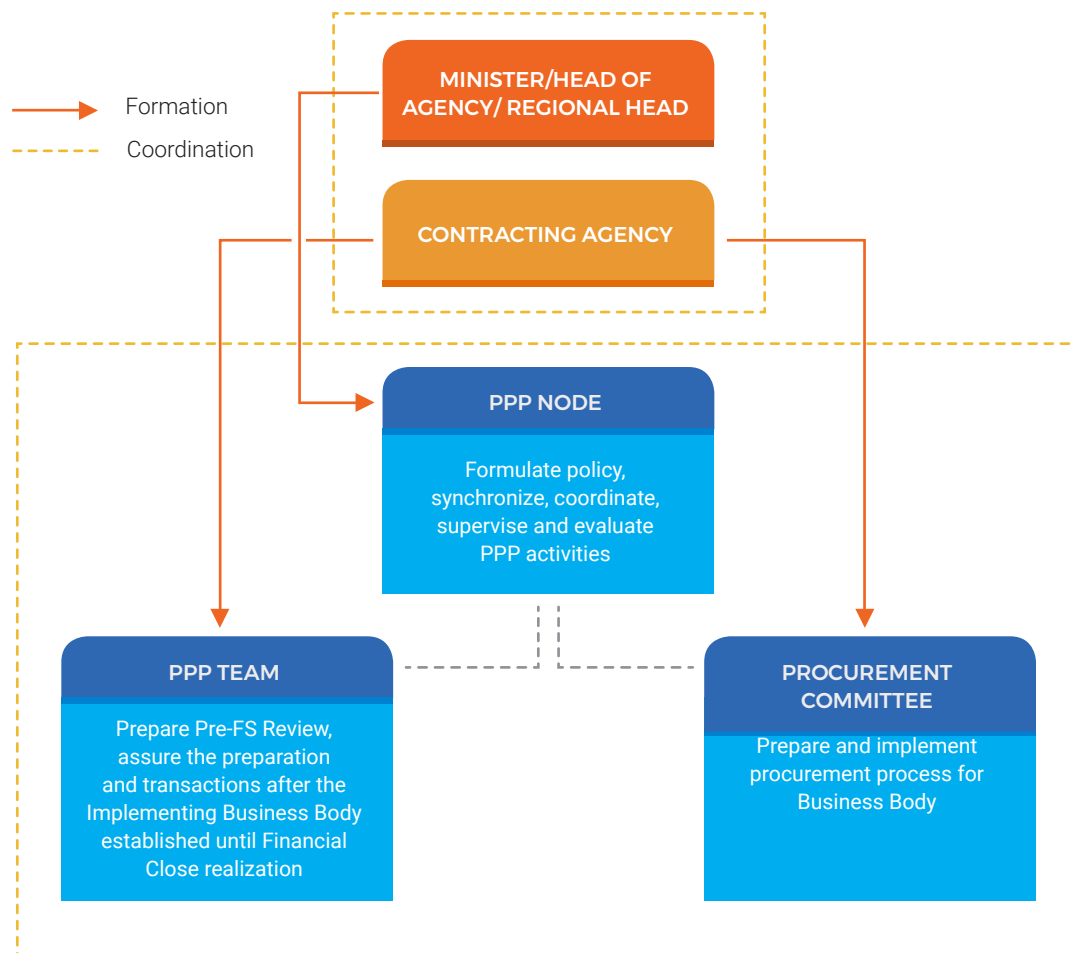 MINISTER/HEAD OF
AGENCY/ REGIONAL HEAD
Formation
Coordination
CONTRACTING AGENCY
PPP NODE
Formulate policy,
synchronize, coordinate,
supervise and evaluate
PPP activities
PPP TEAM
Prepare Pre-FS Review,
assure the preparation
and transactions after the
Implementing Business Body
established until Financial
Close realization
PROCUREMENT
COMMITTEE
Prepare and implement
procurement process for
Business Body